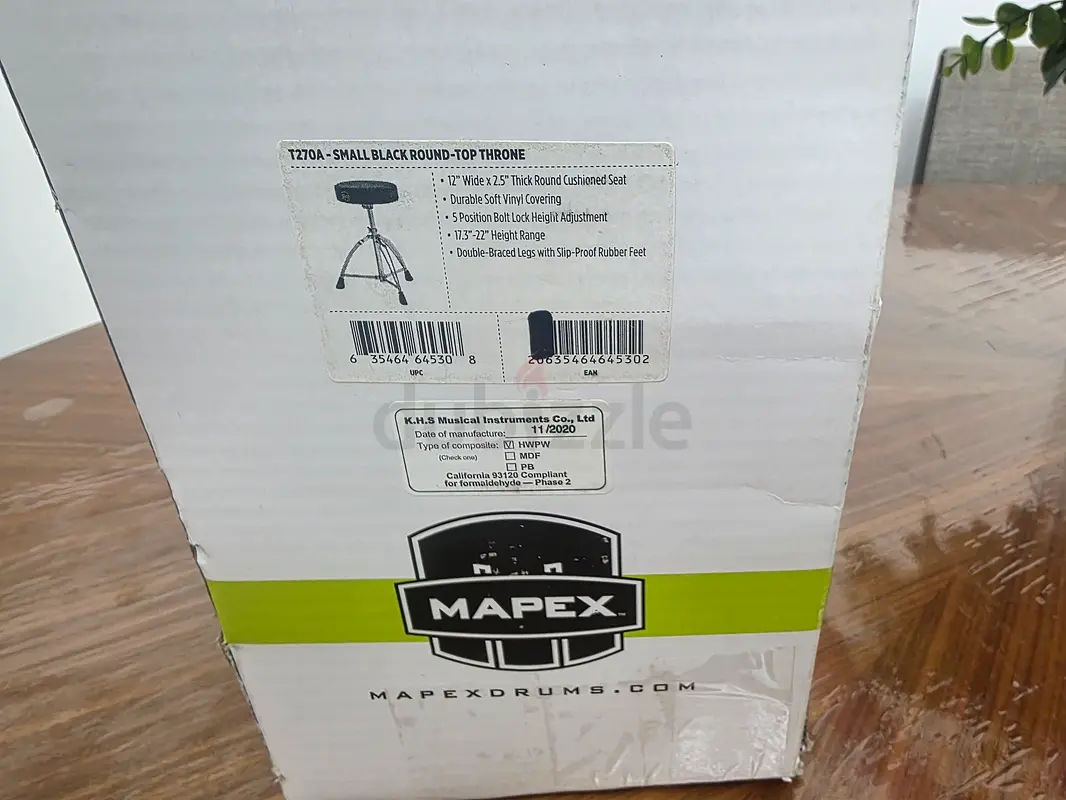 T270A - SMALL BLACK ROUND-TOP THRONE
• 12" Wide x 2.5" Thick Round Cushioned Seat
• Durable Soft Vinyl Covering
• 5 Position Bolt Lock Height Adjustment
• 17.3"-22" Height Range
• Double-Braced Legs with Slip-Proof Rubber Feet
6 35464 64530 8
UPC
20635464645302
EAN
dubizzle
K.H.S Musical Instruments Co., Ltd
Date of manufacture: 11/2020
Type of composite: ☑ HWPW
(Check one) ☐ MDF
☐ PB
California 93120 Compliant
for formaldehyde — Phase 2
MAPEX™
MAPEXDRUMS.COM